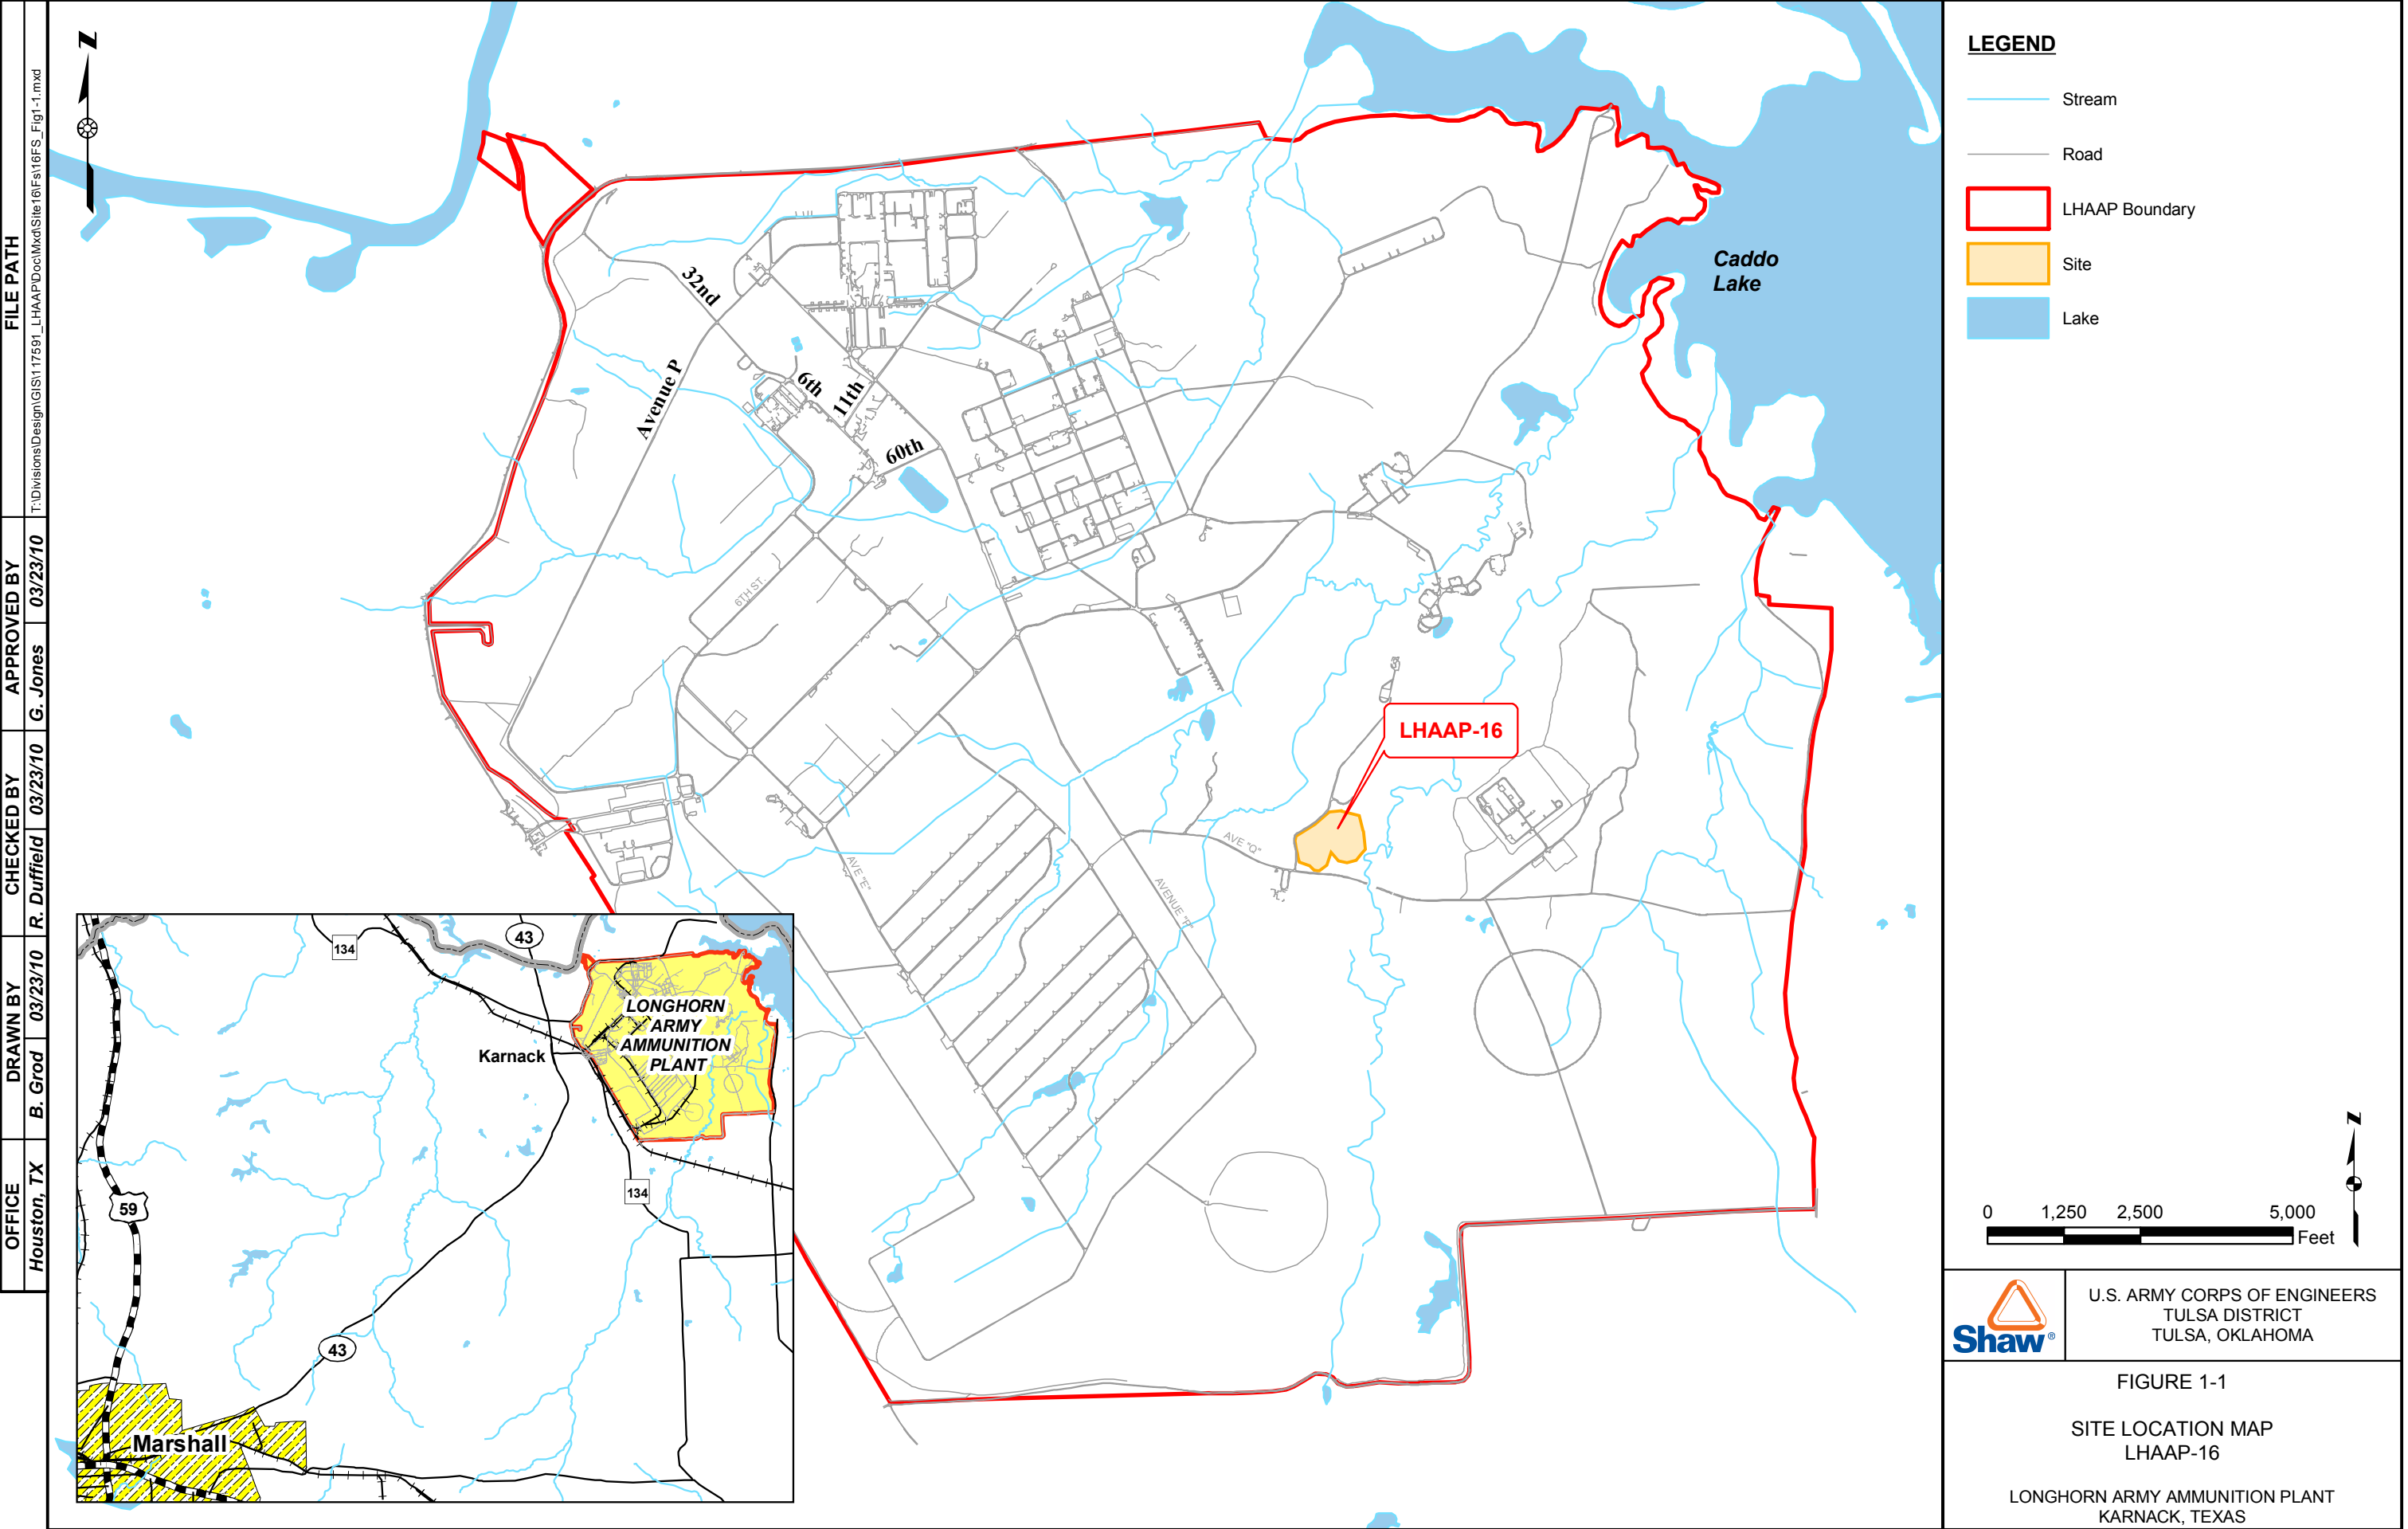 FILE PATH
T:\Divisions\Design\GIS\117591_LHAAP\Doc\Mxd\Site16\Fs\16FS_Fig1-1.mxd
APPROVED BY
G. Jones 03/23/10
CHECKED BY
R. Duffield 03/23/10
DRAWN BY
B. Grod 03/23/10
OFFICE
Houston, TX
N
32nd
Avenue P
6th
11th
60th
6TH ST.
Caddo
Lake
LHAAP-16
AVE "Q"
AVE "E"
AVENUE "P"
134
43
LONGHORN
ARMY
AMMUNITION
PLANT
Karnack
134
59
43
Marshall
LEGEND
Stream
Road
LHAAP Boundary
Site
Lake
N
0 1,250 2,500 5,000
Feet
Shaw®
U.S. ARMY CORPS OF ENGINEERS
TULSA DISTRICT
TULSA, OKLAHOMA
FIGURE 1-1
SITE LOCATION MAP
LHAAP-16
LONGHORN ARMY AMMUNITION PLANT
KARNACK, TEXAS